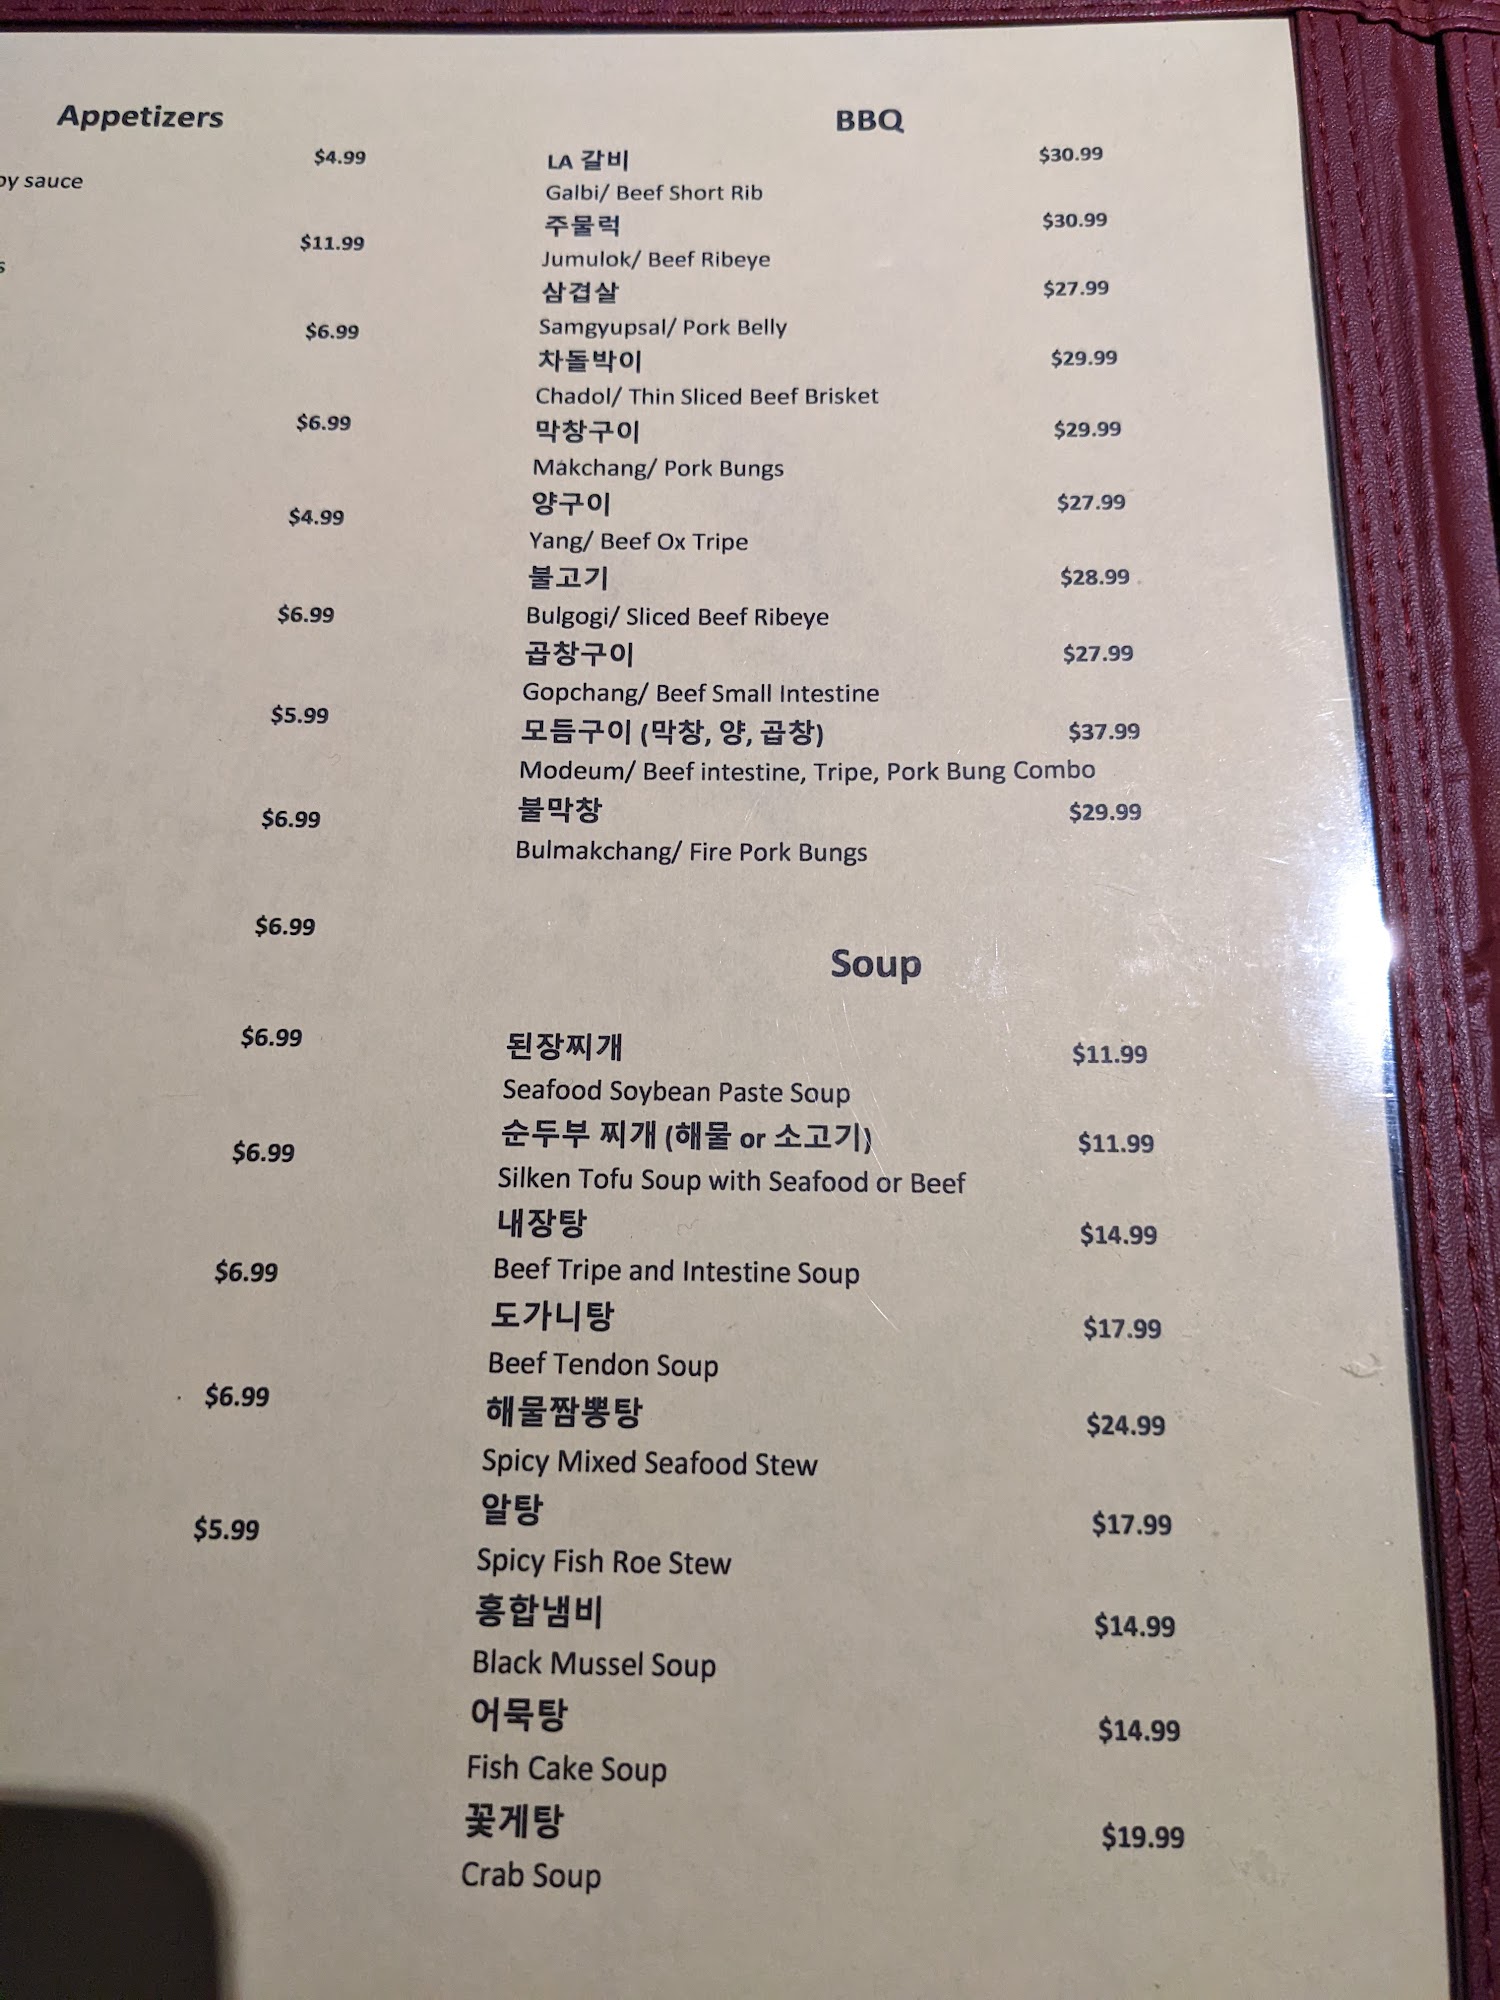 Appetizers
$4.99
oy sauce
$11.99
s
$6.99
$6.99
$4.99
$6.99
$5.99
$6.99
$6.99
$6.99
$6.99
$6.99
$6.99
$5.99
BBQ
LA 갈비 $30.99
Galbi/ Beef Short Rib
주물럭 $30.99
Jumulok/ Beef Ribeye
삼겹살 $27.99
Samgyupsal/ Pork Belly
차돌박이 $29.99
Chadol/ Thin Sliced Beef Brisket
막창구이 $29.99
Makchang/ Pork Bungs
양구이 $27.99
Yang/ Beef Ox Tripe
불고기 $28.99
Bulgogi/ Sliced Beef Ribeye
곱창구이 $27.99
Gopchang/ Beef Small Intestine
모듬구이 (막창, 양, 곱창) $37.99
Modeum/ Beef intestine, Tripe, Pork Bung Combo
불막창 $29.99
Bulmakchang/ Fire Pork Bungs
Soup
된장찌개 $11.99
Seafood Soybean Paste Soup
순두부 찌개 (해물 or 소고기) $11.99
Silken Tofu Soup with Seafood or Beef
내장탕 $14.99
Beef Tripe and Intestine Soup
도가니탕 $17.99
Beef Tendon Soup
해물짬뽕탕 $24.99
Spicy Mixed Seafood Stew
알탕 $17.99
Spicy Fish Roe Stew
홍합냄비 $14.99
Black Mussel Soup
어묵탕 $14.99
Fish Cake Soup
꽃게탕 $19.99
Crab Soup